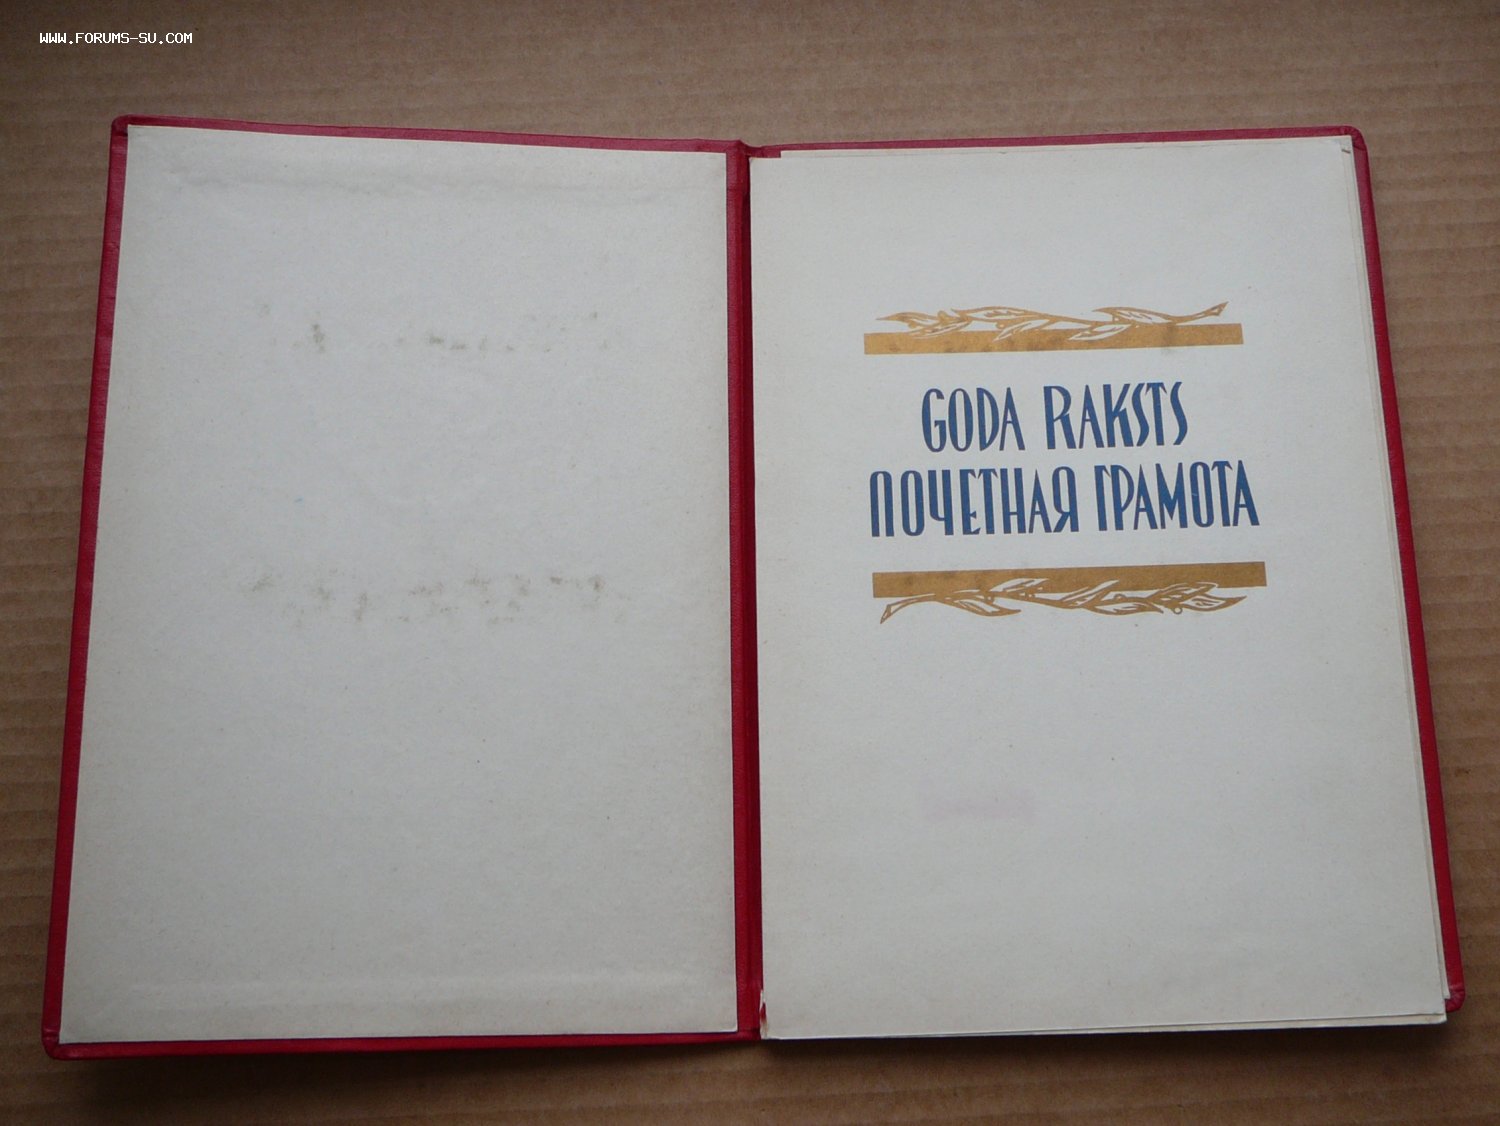 WWW.FORUMS-SU.COM
GODA RAKSTS
ПОЧЕТНАЯ ГРАМОТА